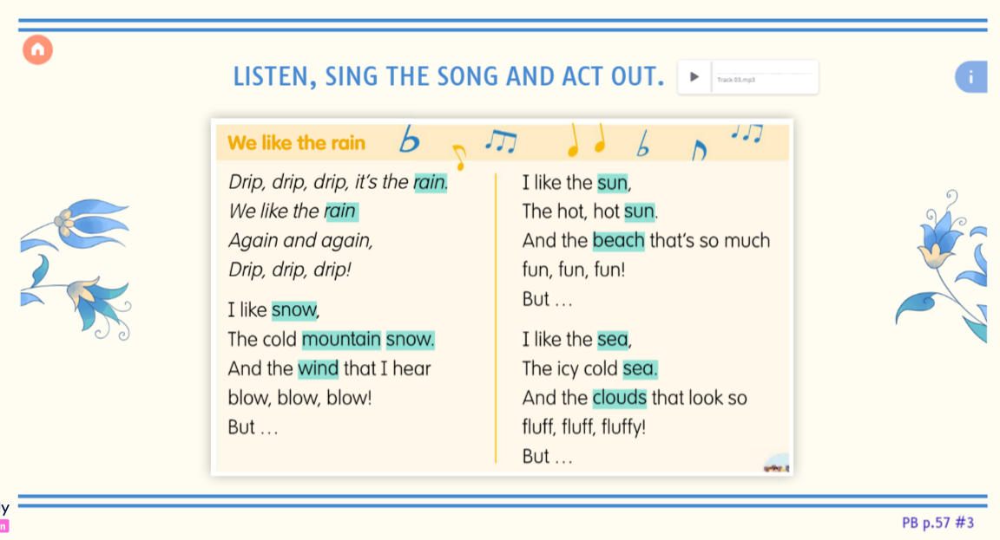 LISTEN, SING THE SONG AND ACT OUT.
Track 03.mp3
i
We like the rain
Drip, drip, drip, it's the rain.
We like the rain
Again and again,
Drip, drip, drip!
I like snow,
The cold mountain snow.
And the wind that I hear
blow, blow, blow!
But ...
I like the sun,
The hot, hot sun.
And the beach that's so much
fun, fun, fun!
But ...
I like the sea,
The icy cold sea.
And the clouds that look so
fluff, fluff, fluffy!
But ...
PB p.57 #3